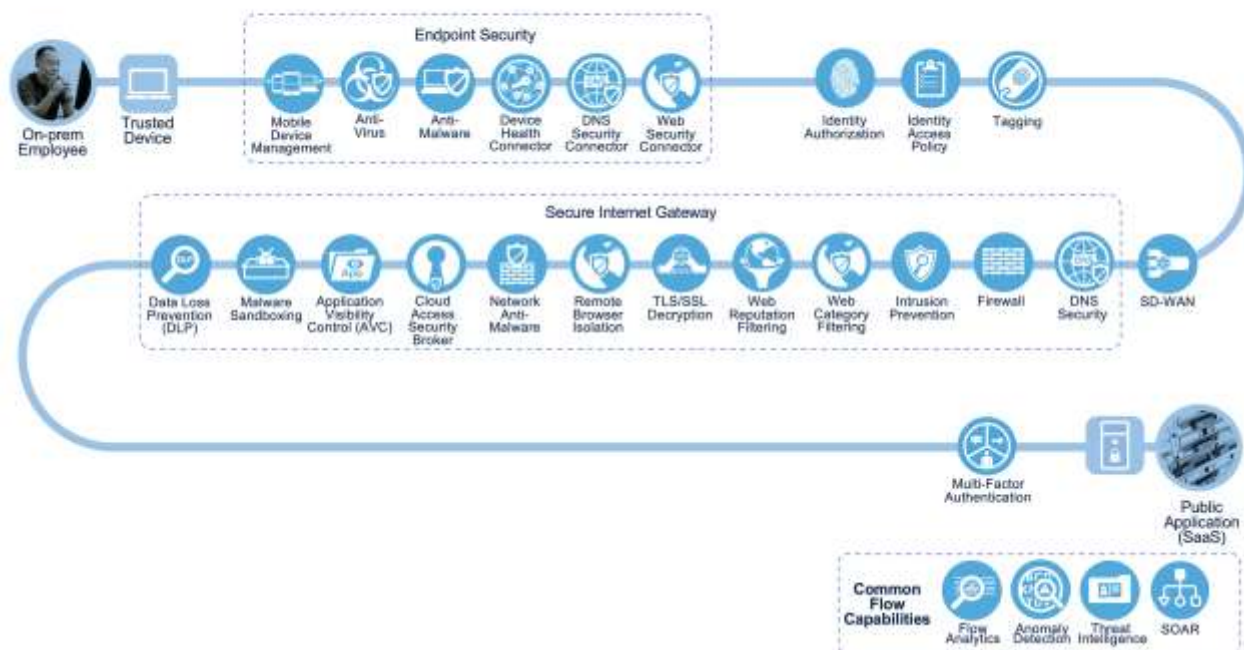 Endpoint Security
On-prem
Employee
Trusted
Device
Mobile
Device
Management
Anti-
Virus
Anti-
Malware
Device
Health
Connector
DNS
Security
Connector
Web
Security
Connector
Identity
Authorization
Identity
Access
Policy
Tagging
Secure Internet Gateway
Data Loss
Prevention
(DLP)
Malware
Sandboxing
Application
Visibility
Control (AVC)
Cloud
Access
Security
Broker
Network
Anti-
Malware
Remote
Browser
Isolation
TLS/SSL
Decryption
Web
Reputation
Filtering
Web
Category
Filtering
Intrusion
Prevention
Firewall
DNS
Security
SD-WAN
Multi-Factor
Authentication
Public
Application
(SaaS)
Common
Flow
Capabilities
Flow
Analytics
Anomaly
Detection
Threat
Intelligence
SOAR